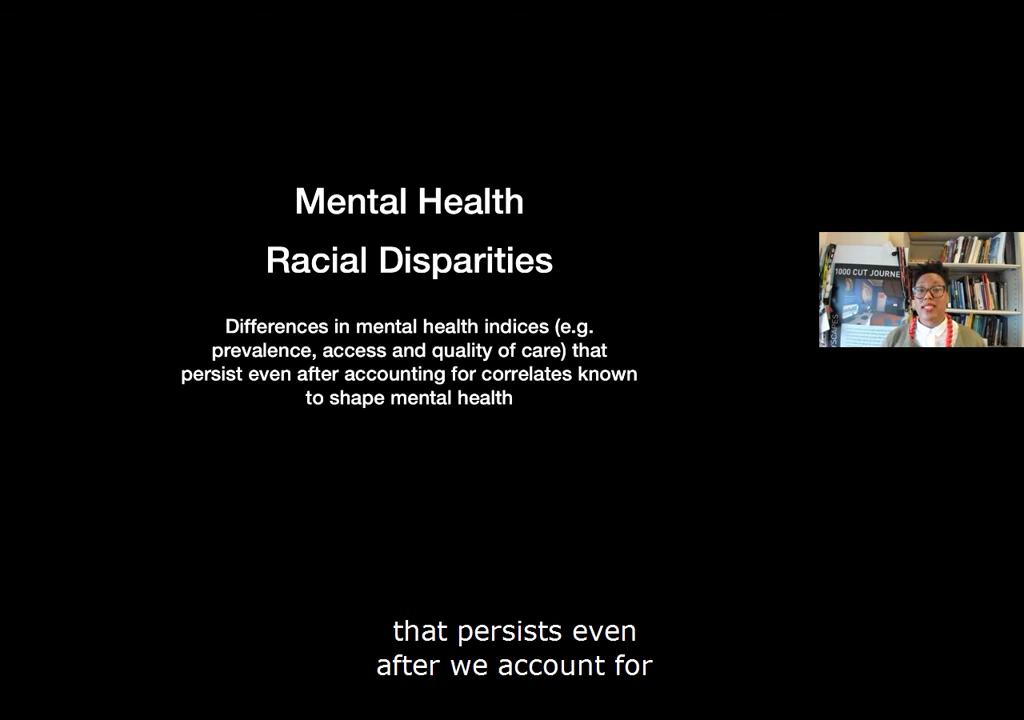 Mental Health
Racial Disparities
Differences in mental health indices (e.g.
prevalence, access and quality of care) that
persist even after accounting for correlates known
to shape mental health
1000 CUT JOURNE
that persists even
after we account for